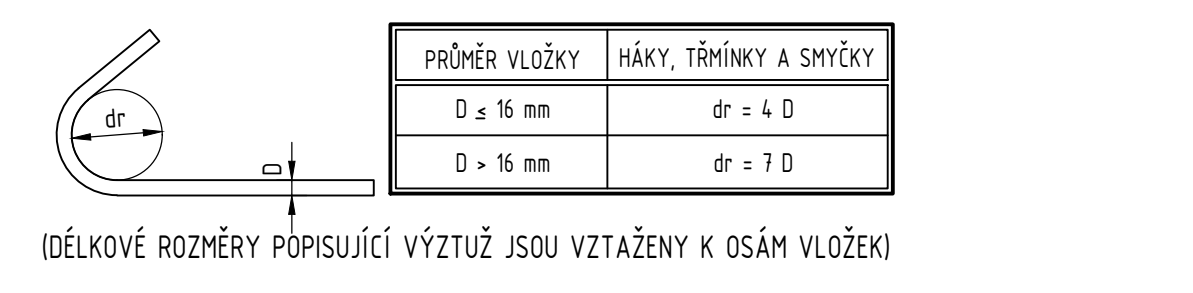 dr
D
PRŮMĚR VLOŽKY HÁKY, TŘMÍNKY A SMYČKY
D ≤ 16 mm dr = 4 D
D > 16 mm dr = 7 D
(DÉLKOVÉ ROZMĚRY POPISUJÍCÍ VÝZTUŽ JSOU VZTAŽENY K OSÁM VLOŽEK)